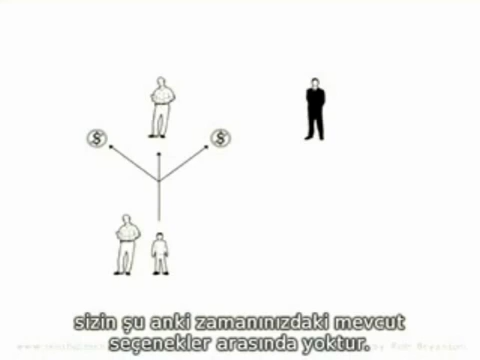 sizin şu anki zamanınızdaki mevcut
seçenekler arasında yoktur.